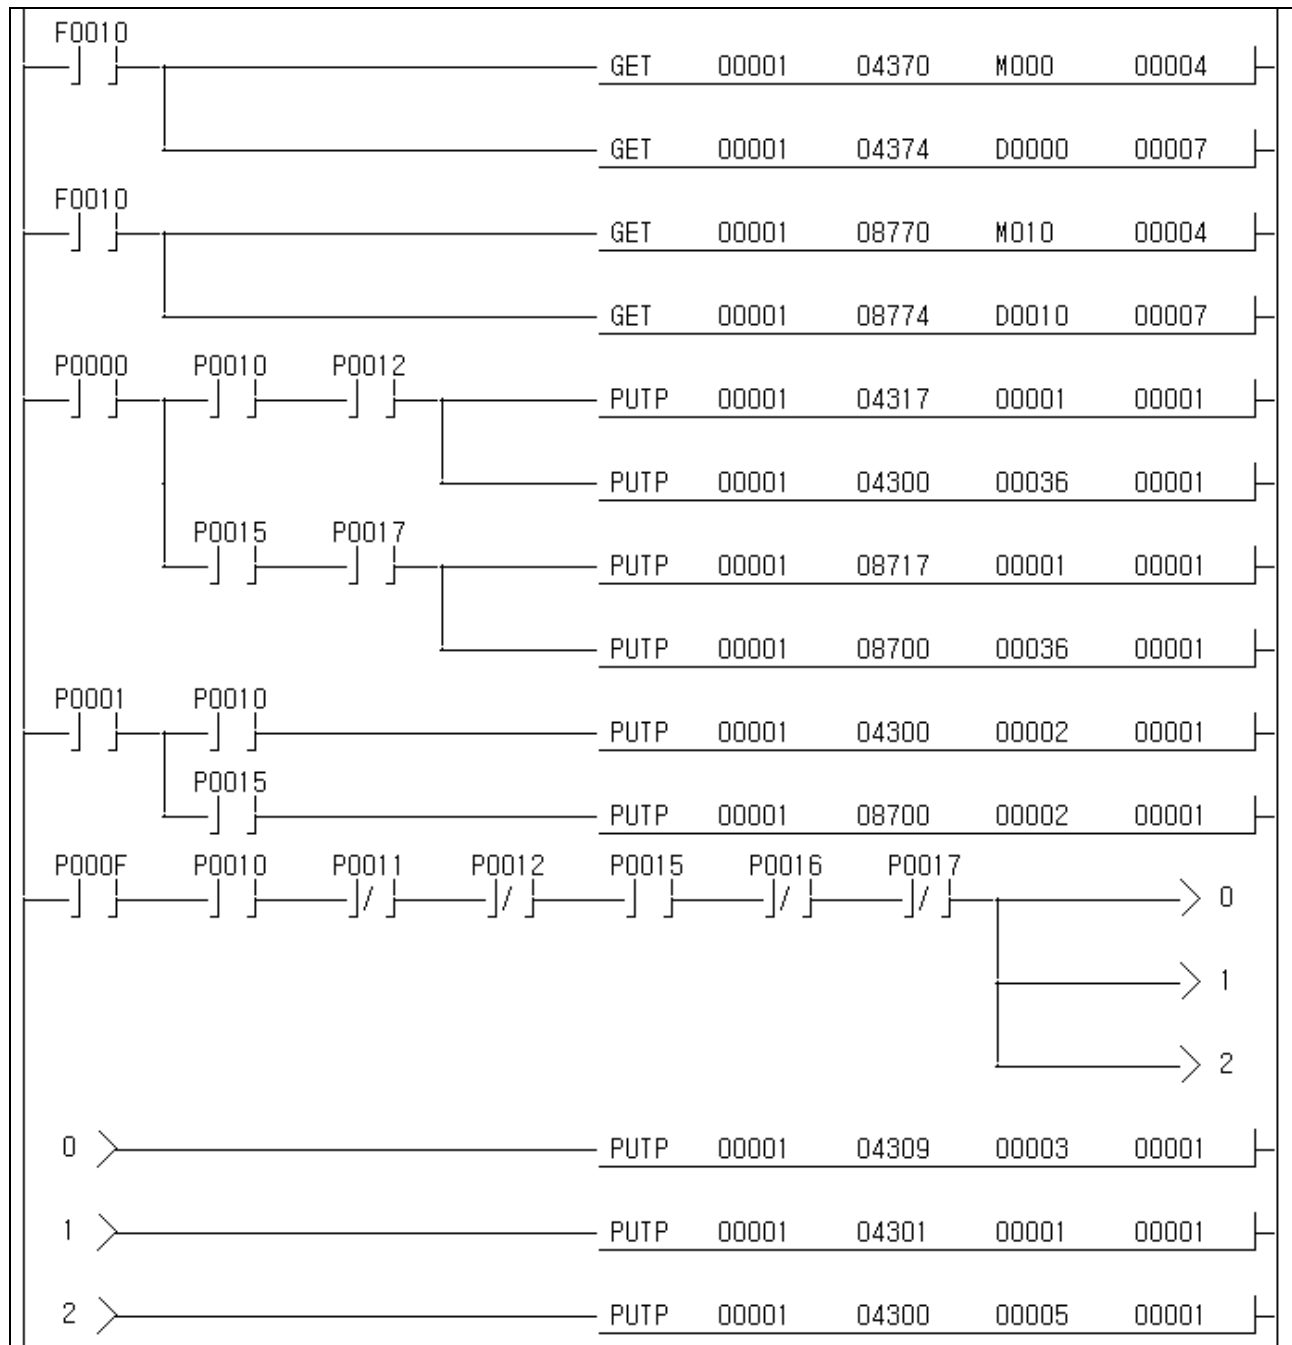 F0010
GET 00001 04370 M000 00004
GET 00001 04374 D0000 00007
F0010
GET 00001 08770 M010 00004
GET 00001 08774 D0010 00007
P0000 P0010 P0012
PUTP 00001 04317 00001 00001
PUTP 00001 04300 00036 00001
P0015 P0017
PUTP 00001 08717 00001 00001
PUTP 00001 08700 00036 00001
P0001 P0010
PUTP 00001 04300 00002 00001
P0015
PUTP 00001 08700 00002 00001
P000F P0010 P0011 P0012 P0015 P0016 P0017
0
1
2
0 PUTP 00001 04309 00003 00001
1 PUTP 00001 04301 00001 00001
2 PUTP 00001 04300 00005 00001